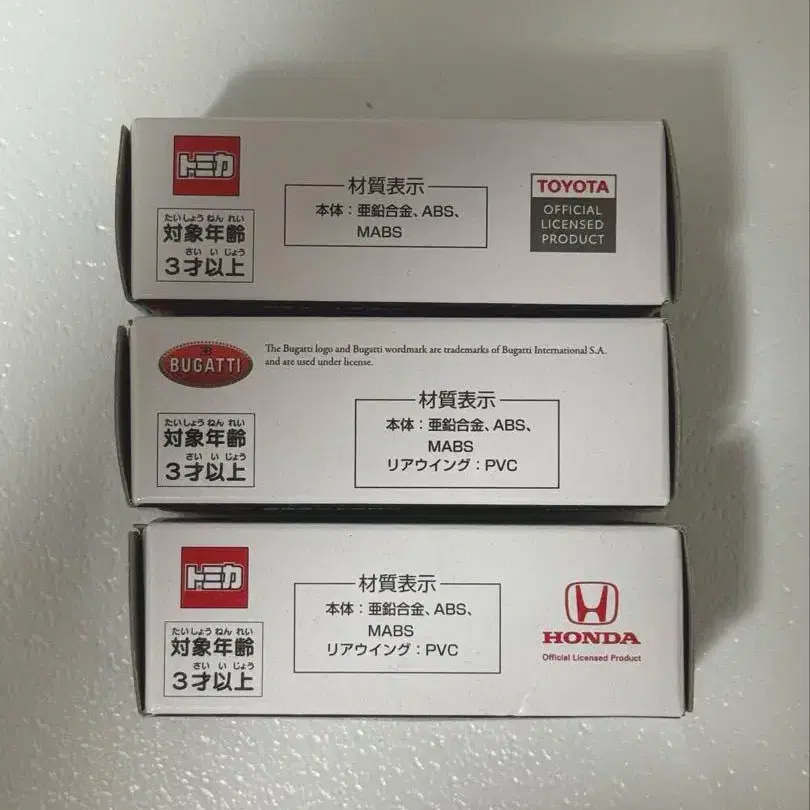 トミカ
たいしょうねんれい
対象年齢
さいいじょう
3才以上
材質表示
本体：亜鉛合金、ABS、
MABS
TOYOTA
OFFICIAL
LICENSED
PRODUCT
BUGATTI
The Bugatti logo and Bugatti wordmark are trademarks of Bugatti International S.A.
and are used under license.
たいしょうねんれい
対象年齢
さいいじょう
3才以上
材質表示
本体：亜鉛合金、ABS、
MABS
リアウイング：PVC
トミカ
たいしょうねんれい
対象年齢
さいいじょう
3才以上
材質表示
本体：亜鉛合金、ABS、
MABS
リアウイング：PVC
HONDA
Official Licensed Product